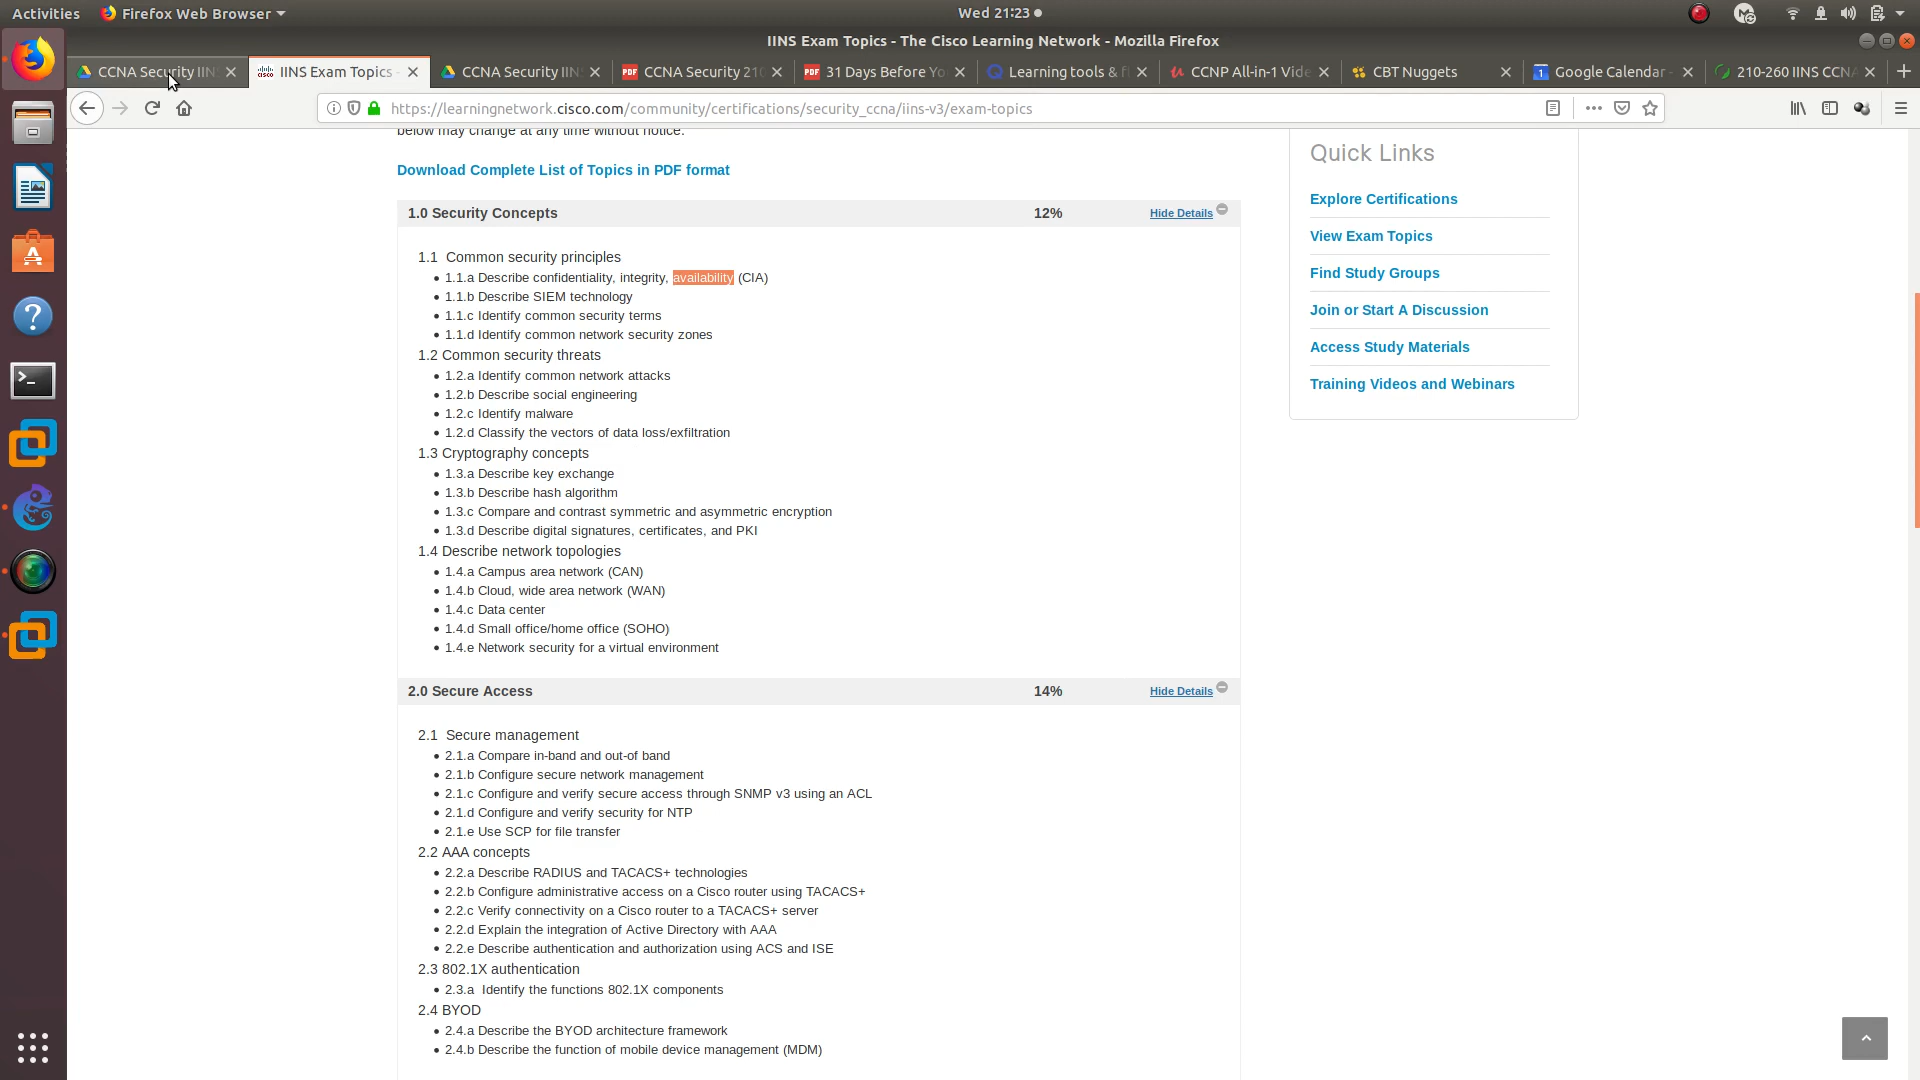 Activities Firefox Web Browser Wed 21:23
IINS Exam Topics - The Cisco Learning Network - Mozilla Firefox
CCNA Security IIN
IINS Exam Topics -
CCNA Security IIN
PDF CCNA Security 210
PDF 31 Days Before Yo
Learning tools & fl
CCNP All-in-1 Vide
CBT Nuggets
1 Google Calendar -
210-260 IINS CCNA
https://learningnetwork.cisco.com/community/certifications/security_ccna/iins-v3/exam-topics
below may change at any time without notice.
Download Complete List of Topics in PDF format
1.0 Security Concepts 12% Hide Details
1.1 Common security principles
1.1.a Describe confidentiality, integrity, availability (CIA)
1.1.b Describe SIEM technology
1.1.c Identify common security terms
1.1.d Identify common network security zones
1.2 Common security threats
1.2.a Identify common network attacks
1.2.b Describe social engineering
1.2.c Identify malware
1.2.d Classify the vectors of data loss/exfiltration
1.3 Cryptography concepts
1.3.a Describe key exchange
1.3.b Describe hash algorithm
1.3.c Compare and contrast symmetric and asymmetric encryption
1.3.d Describe digital signatures, certificates, and PKI
1.4 Describe network topologies
1.4.a Campus area network (CAN)
1.4.b Cloud, wide area network (WAN)
1.4.c Data center
1.4.d Small office/home office (SOHO)
1.4.e Network security for a virtual environment
2.0 Secure Access 14% Hide Details
2.1 Secure management
2.1.a Compare in-band and out-of band
2.1.b Configure secure network management
2.1.c Configure and verify secure access through SNMP v3 using an ACL
2.1.d Configure and verify security for NTP
2.1.e Use SCP for file transfer
2.2 AAA concepts
2.2.a Describe RADIUS and TACACS+ technologies
2.2.b Configure administrative access on a Cisco router using TACACS+
2.2.c Verify connectivity on a Cisco router to a TACACS+ server
2.2.d Explain the integration of Active Directory with AAA
2.2.e Describe authentication and authorization using ACS and ISE
2.3 802.1X authentication
2.3.a Identify the functions 802.1X components
2.4 BYOD
2.4.a Describe the BYOD architecture framework
2.4.b Describe the function of mobile device management (MDM)
Quick Links
Explore Certifications
View Exam Topics
Find Study Groups
Join or Start A Discussion
Access Study Materials
Training Videos and Webinars